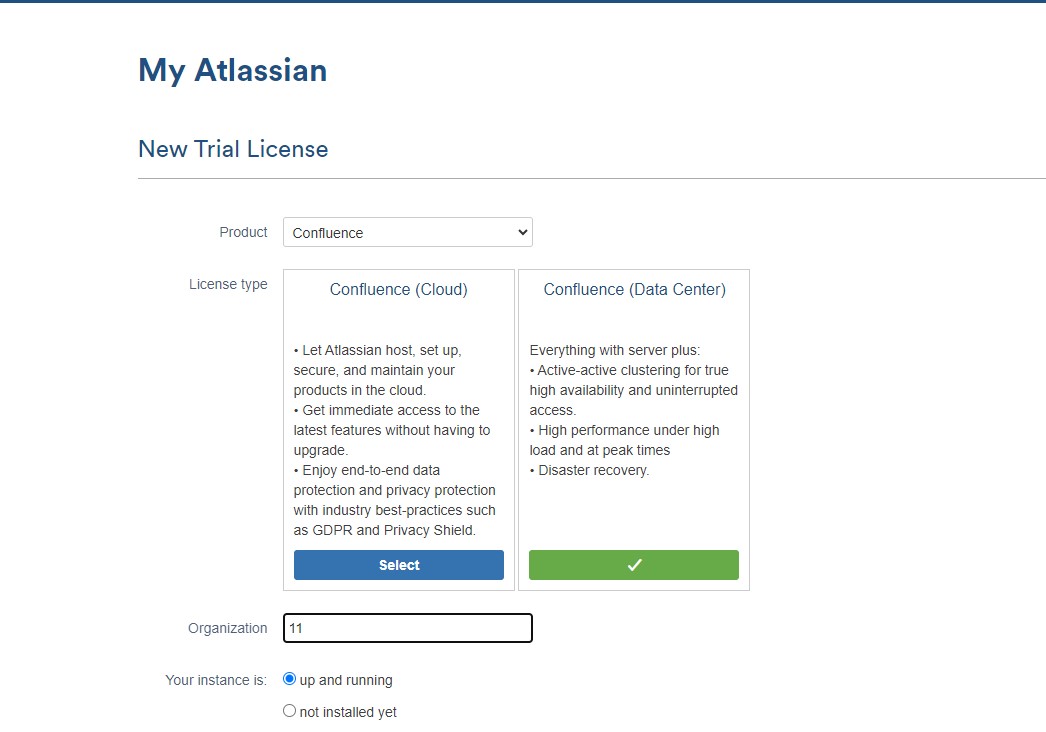 My Atlassian
New Trial License
Product
Confluence
License type
Confluence (Cloud)
• Let Atlassian host, set up,
secure, and maintain your
products in the cloud.
• Get immediate access to the
latest features without having to
upgrade.
• Enjoy end-to-end data
protection and privacy protection
with industry best-practices such
as GDPR and Privacy Shield.
Select
Confluence (Data Center)
Everything with server plus:
• Active-active clustering for true
high availability and uninterrupted
access.
• High performance under high
load and at peak times
• Disaster recovery.
Organization
11
Your instance is:
up and running
not installed yet